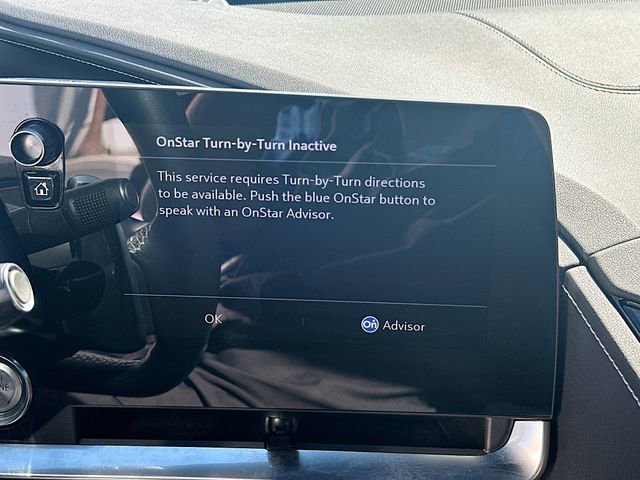 OnStar Turn-by-Turn Inactive
This service requires Turn-by-Turn directions
to be available. Push the blue OnStar button to
speak with an OnStar Advisor.
OK
On Advisor